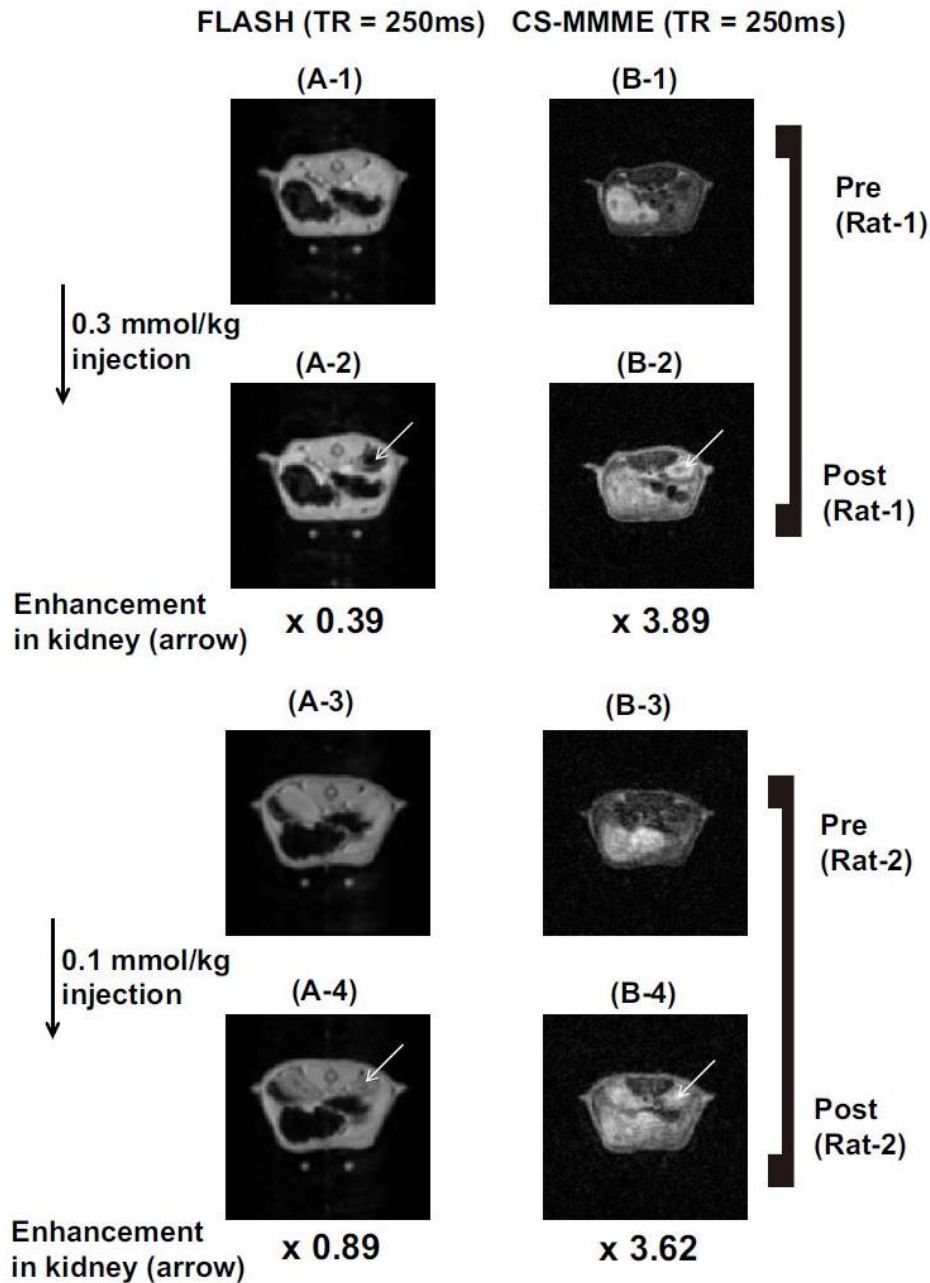 FLASH (TR = 250ms) CS-MMME (TR = 250ms)
(A-1) (B-1)
Pre
(Rat-1)
0.3 mmol/kg
injection
(A-2) (B-2)
Post
(Rat-1)
Enhancement
in kidney (arrow)
x 0.39 x 3.89
(A-3) (B-3)
Pre
(Rat-2)
0.1 mmol/kg
injection
(A-4) (B-4)
Post
(Rat-2)
Enhancement
in kidney (arrow)
x 0.89 x 3.62